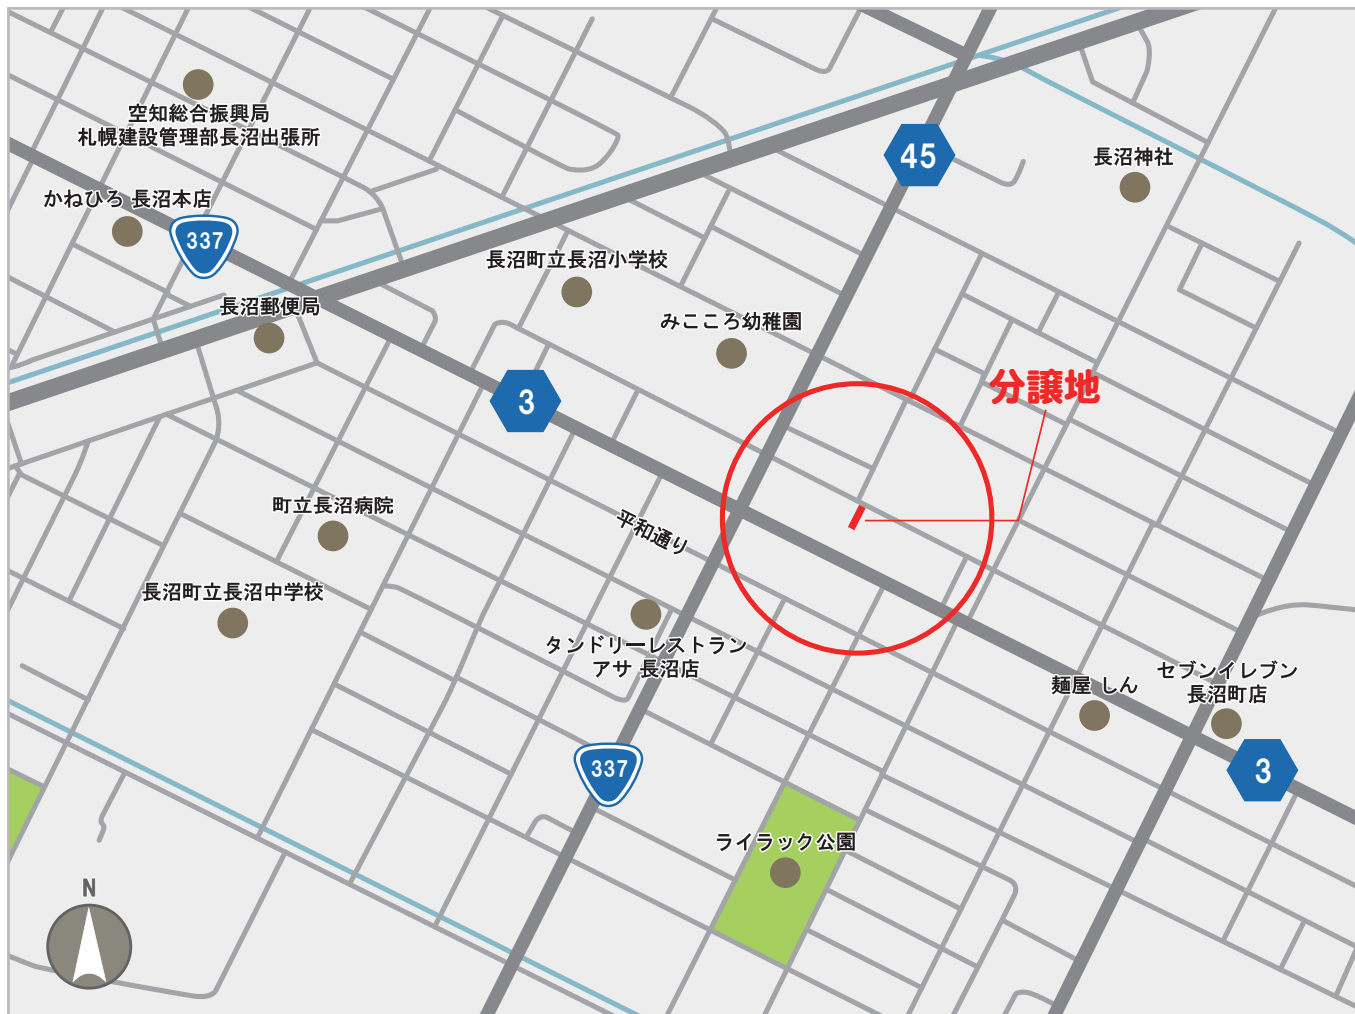 空知総合振興局
札幌建設管理部長沼出張所
45
長沼神社
かねひろ 長沼本店
337
長沼町立長沼小学校
長沼郵便局
みこころ幼稚園
3
分譲地
町立長沼病院
平和通り
長沼町立長沼中学校
タンドリーレストラン
アサ 長沼店
麺屋 しん
セブンイレブン
長沼町店
337
3
ライラック公園
N